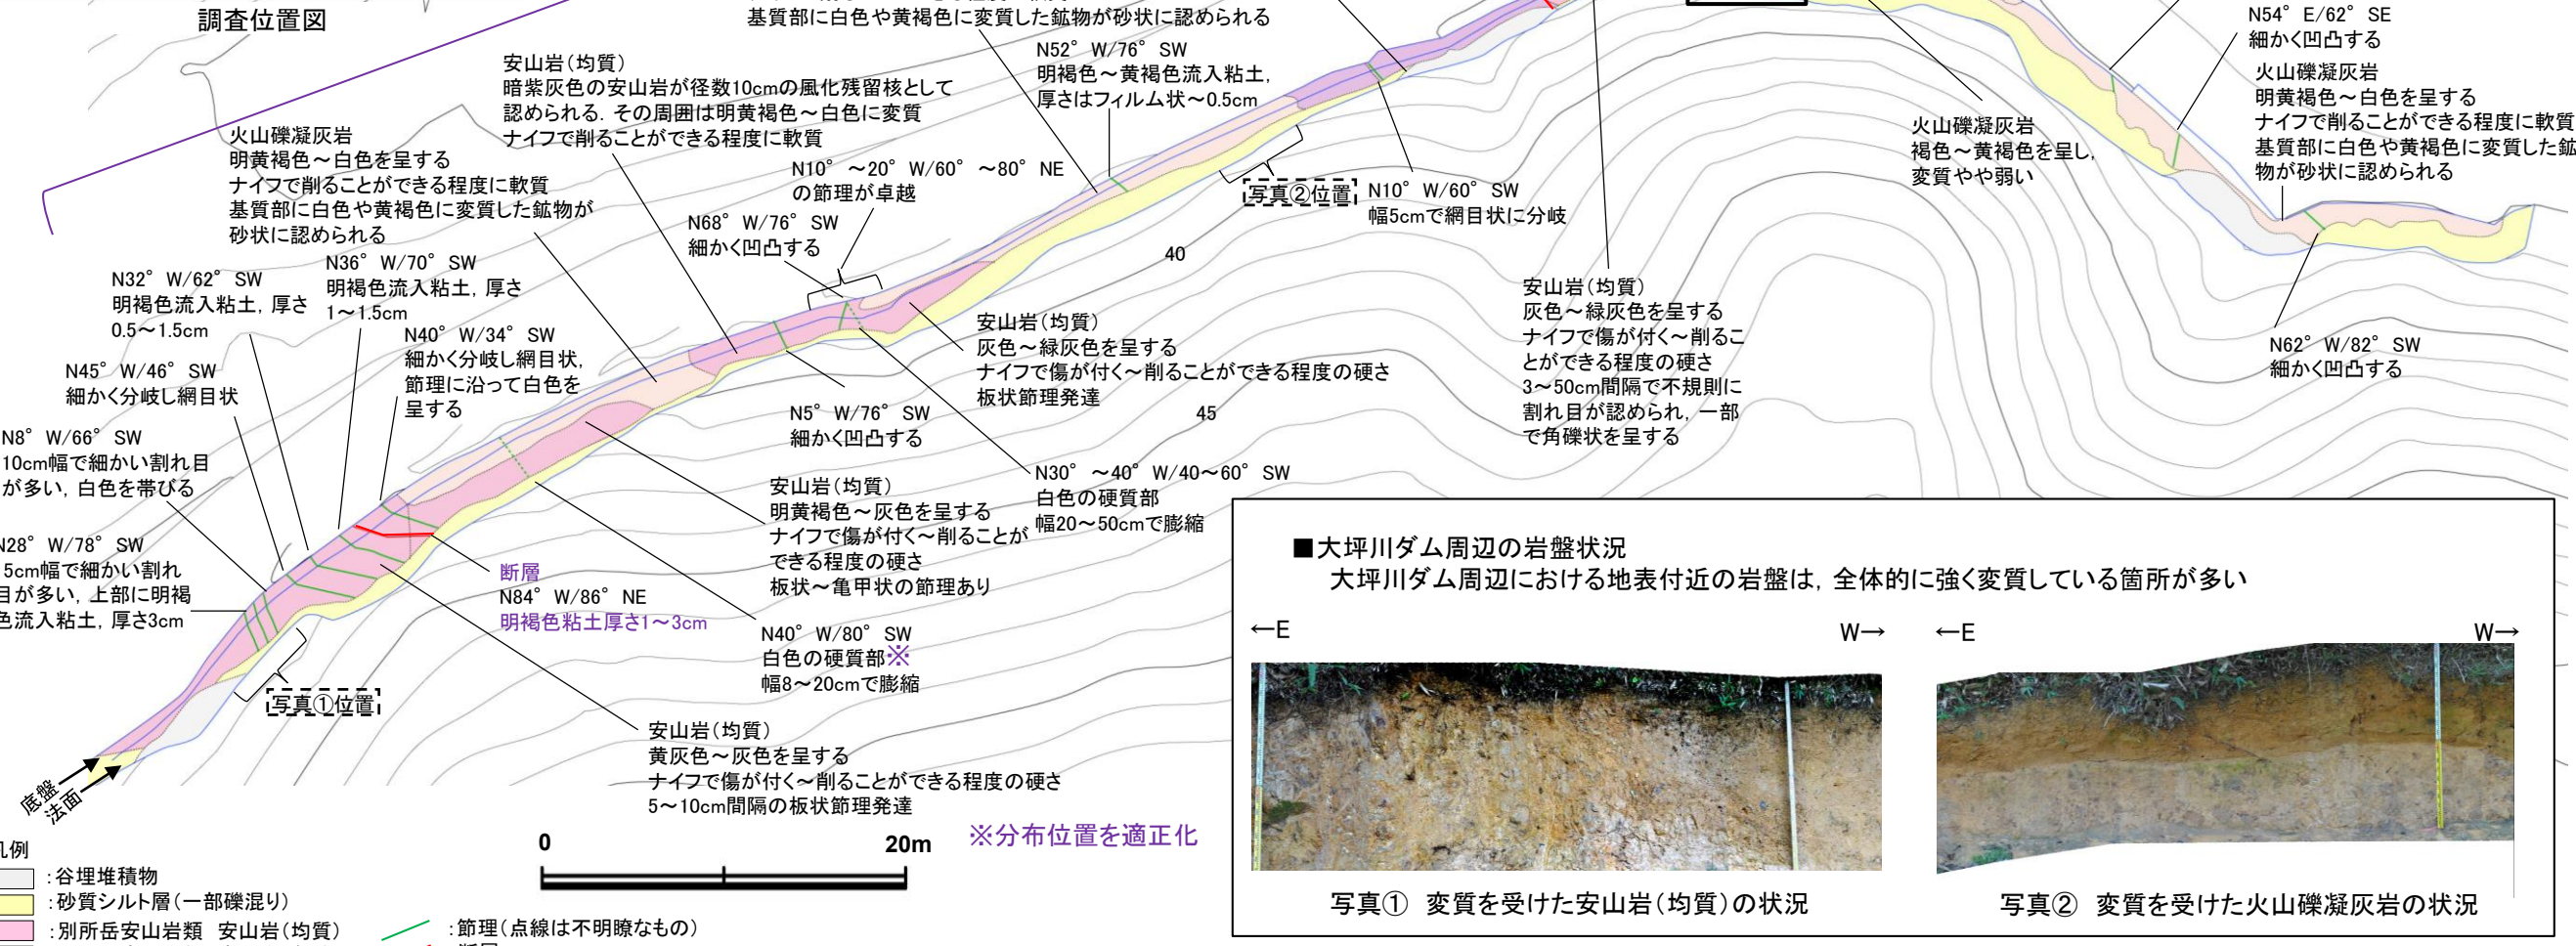 調査位置図
基質部に白色や黄褐色に変質した鉱物が砂状に認められる
N54°E/62°SE
細かく凹凸する
火山礫凝灰岩
明黄褐色～白色を呈する
ナイフで削ることができる程度に軟質
基質部に白色や黄褐色に変質した鉱
物が砂状に認められる
安山岩(均質)
暗紫灰色の安山岩が径数10cmの風化残留核として
認められる．その周囲は明黄褐色～白色に変質
ナイフで削ることができる程度に軟質
N52°W/76°SW
明褐色～黄褐色流入粘土,
厚さはフィルム状～0.5cm
火山礫凝灰岩
明黄褐色～白色を呈する
ナイフで削ることができる程度に軟質
基質部に白色や黄褐色に変質した鉱物が
砂状に認められる
N10°～20°W/60°～80°NE
の節理が卓越
写真②位置
N10°W/60°SW
幅5cmで網目状に分岐
火山礫凝灰岩
褐色～黄褐色を呈し,
変質やや弱い
N68°W/76°SW
細かく凹凸する
40
N32°W/62°SW
明褐色流入粘土, 厚さ
0.5～1.5cm
N36°W/70°SW
明褐色流入粘土, 厚さ
1～1.5cm
N40°W/34°SW
細かく分岐し網目状,
節理に沿って白色を
呈する
安山岩(均質)
灰色～緑灰色を呈する
ナイフで傷が付く～削ることができる程度の硬さ
板状節理発達
安山岩(均質)
灰色～緑灰色を呈する
ナイフで傷が付く～削るこ
とができる程度の硬さ
3～50cm間隔で不規則に
割れ目が認められ, 一部
で角礫状を呈する
N62°W/82°SW
細かく凹凸する
N45°W/46°SW
細かく分岐し網目状
N5°W/76°SW
細かく凹凸する
45
N8°W/66°SW
10cm幅で細かい割れ目
が多い, 白色を帯びる
N30°～40°W/40～60°SW
白色の硬質部
幅20～50cmで膨縮
安山岩(均質)
明黄褐色～灰色を呈する
ナイフで傷が付く～削ることが
できる程度の硬さ
板状～亀甲状の節理あり
N28°W/78°SW
5cm幅で細かい割れ
目が多い, 上部に明褐
色流入粘土, 厚さ3cm
断層
N84°W/86°NE
明褐色粘土厚さ1～3cm
N40°W/80°SW
白色の硬質部※
幅8～20cmで膨縮
写真①位置
安山岩(均質)
黄灰色～灰色を呈する
ナイフで傷が付く～削ることができる程度の硬さ
5～10cm間隔の板状節理発達
底盤
法面
0 20m
※分布位置を適正化
凡例
:谷埋堆積物
:砂質シルト層(一部礫混り)
:別所岳安山岩類 安山岩(均質)
:節理(点線は不明瞭なもの)
■大坪川ダム周辺の岩盤状況
大坪川ダム周辺における地表付近の岩盤は, 全体的に強く変質している箇所が多い
←E W→
←E W→
写真① 変質を受けた安山岩(均質)の状況
写真② 変質を受けた火山礫凝灰岩の状況